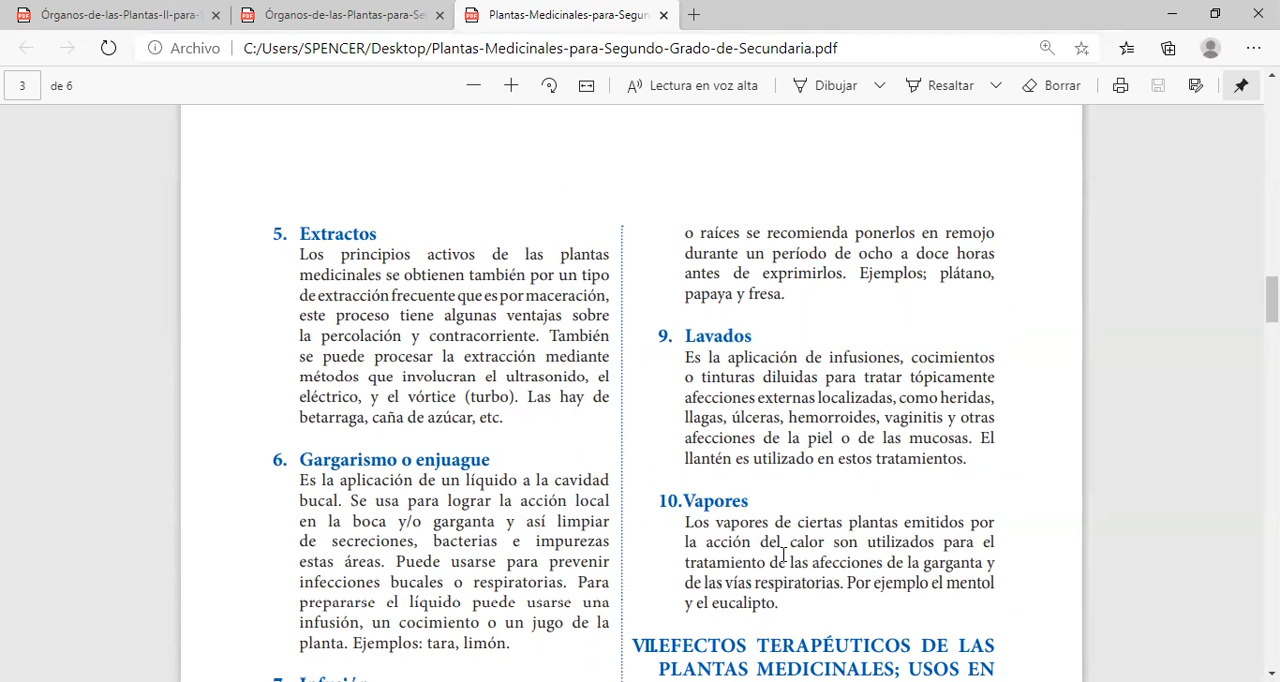 Órganos-de-las-Plantas-II-para-
Órganos-de-las-Plantas-para-Se
Plantas-Medicinales-para-Segun
Archivo
C:/Users/SPENCER/Desktop/Plantas-Medicinales-para-Segundo-Grado-de-Secundaria.pdf
3 de 6
A Lectura en voz alta
Dibujar
Resaltar
Borrar
5. Extractos
Los principios activos de las plantas
medicinales se obtienen también por un tipo
de extracción frecuente que es por maceración,
este proceso tiene algunas ventajas sobre
la percolación y contracorriente. También
se puede procesar la extracción mediante
métodos que involucran el ultrasonido, el
eléctrico, y el vórtice (turbo). Las hay de
betarraga, caña de azúcar, etc.
6. Gargarismo o enjuague
Es la aplicación de un líquido a la cavidad
bucal. Se usa para lograr la acción local
en la boca y/o garganta y así limpiar
de secreciones, bacterias e impurezas
estas áreas. Puede usarse para prevenir
infecciones bucales o respiratorias. Para
prepararse el líquido puede usarse una
infusión, un cocimiento o un jugo de la
planta. Ejemplos: tara, limón.
7. Infusión
o raíces se recomienda ponerlos en remojo
durante un período de ocho a doce horas
antes de exprimirlos. Ejemplos; plátano,
papaya y fresa.
9. Lavados
Es la aplicación de infusiones, cocimientos
o tinturas diluidas para tratar tópicamente
afecciones externas localizadas, como heridas,
llagas, úlceras, hemorroides, vaginitis y otras
afecciones de la piel o de las mucosas. El
llantén es utilizado en estos tratamientos.
10.Vapores
Los vapores de ciertas plantas emitidos por
la acción del calor son utilizados para el
tratamiento de las afecciones de la garganta y
de las vías respiratorias. Por ejemplo el mentol
y el eucalipto.
VII.EFECTOS TERAPÉUTICOS DE LAS
PLANTAS MEDICINALES; USOS EN